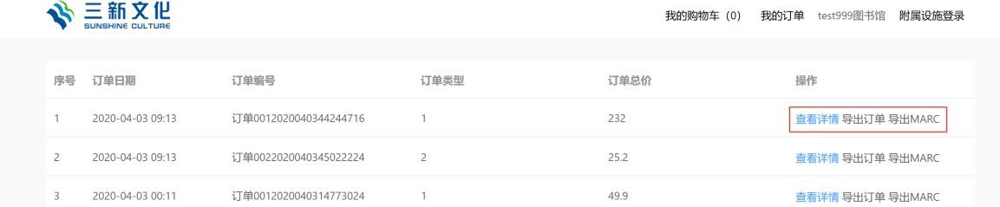 三新文化
SUNSHINE CULTURE
我的购物车（0） 我的订单 test999图书馆 附属设施登录
序号 订单日期 订单编号 订单类型 订单总价 操作
1 2020-04-03 09:13 订单0012020040344244716 1 232 查看详情 导出订单 导出MARC
2 2020-04-03 09:13 订单0022020040345022224 2 25.2 查看详情 导出订单 导出MARC
3 2020-04-03 00:11 订单0012020040314773024 1 49.9 查看详情 导出订单 导出MARC